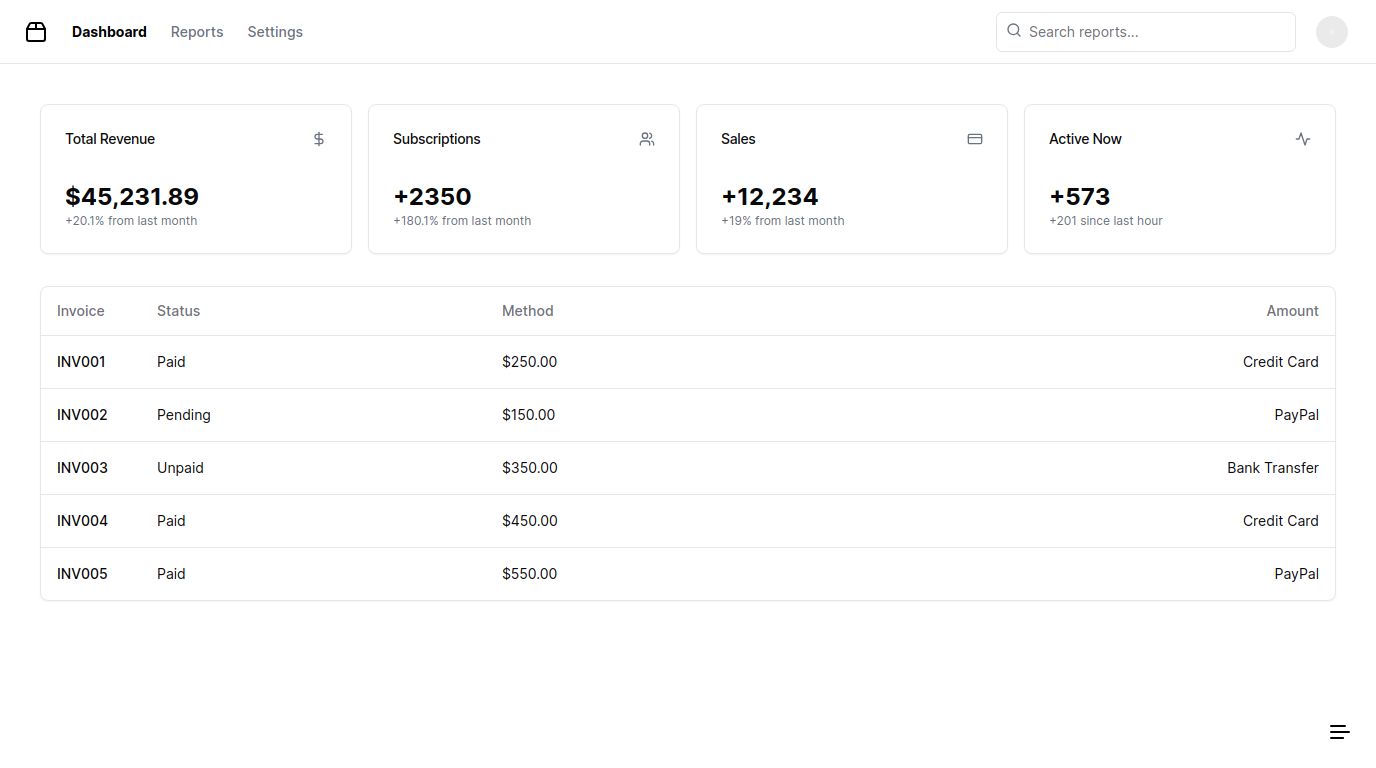 Dashboard Reports Settings Search reports...
Total Revenue Subscriptions Sales Active Now
$45,231.89 +2350 +12,234 +573
+20.1% from last month +180.1% from last month +19% from last month +201 since last hour
Invoice Status Method Amount
INV001 Paid $250.00 Credit Card
INV002 Pending $150.00 PayPal
INV003 Unpaid $350.00 Bank Transfer
INV004 Paid $450.00 Credit Card
INV005 Paid $550.00 PayPal